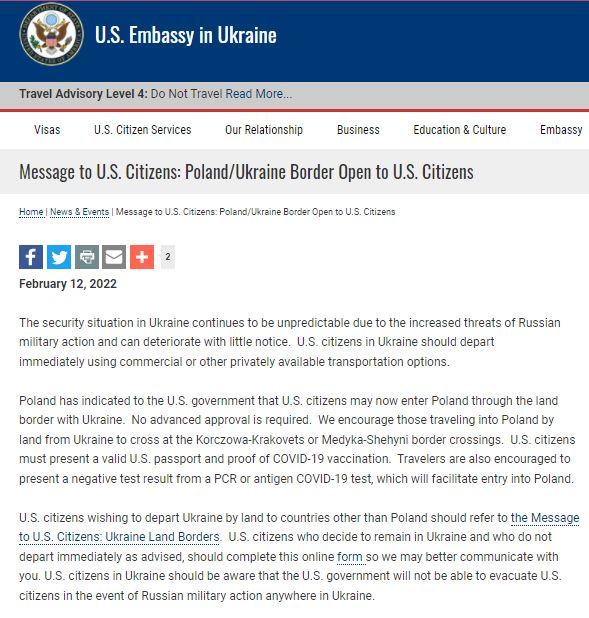 U.S. Embassy in Ukraine
Travel Advisory Level 4: Do Not Travel Read More...
Visas U.S. Citizen Services Our Relationship Business Education & Culture Embassy
Message to U.S. Citizens: Poland/Ukraine Border Open to U.S. Citizens
Home | News & Events | Message to U.S. Citizens: Poland/Ukraine Border Open to U.S. Citizens
2
February 12, 2022
The security situation in Ukraine continues to be unpredictable due to the increased threats of Russian
military action and can deteriorate with little notice. U.S. citizens in Ukraine should depart
immediately using commercial or other privately available transportation options.
Poland has indicated to the U.S. government that U.S. citizens may now enter Poland through the land
border with Ukraine. No advanced approval is required. We encourage those traveling into Poland by
land from Ukraine to cross at the Korczowa-Krakovets or Medyka-Shehyni border crossings. U.S. citizens
must present a valid U.S. passport and proof of COVID-19 vaccination. Travelers are also encouraged to
present a negative test result from a PCR or antigen COVID-19 test, which will facilitate entry into Poland.
U.S. citizens wishing to depart Ukraine by land to countries other than Poland should refer to the Message
to U.S. Citizens: Ukraine Land Borders. U.S. citizens who decide to remain in Ukraine and who do not
depart immediately as advised, should complete this online form so we may better communicate with
you. U.S. citizens in Ukraine should be aware that the U.S. government will not be able to evacuate U.S.
citizens in the event of Russian military action anywhere in Ukraine.